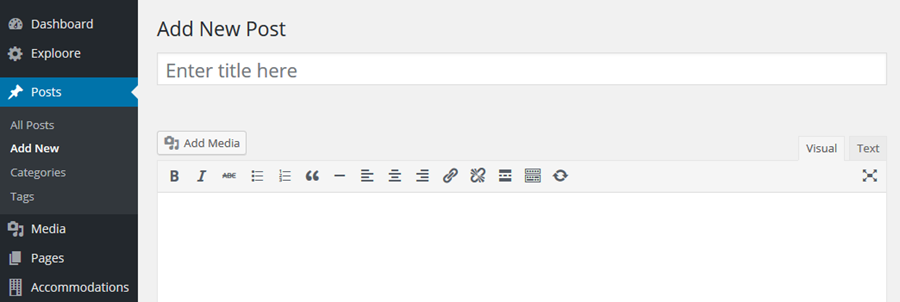 Dashboard
Exploore
Posts
All Posts
Add New
Categories
Tags
Media
Pages
Accommodations
Add New Post
Enter title here
Add Media
Visual Text
B I ABC